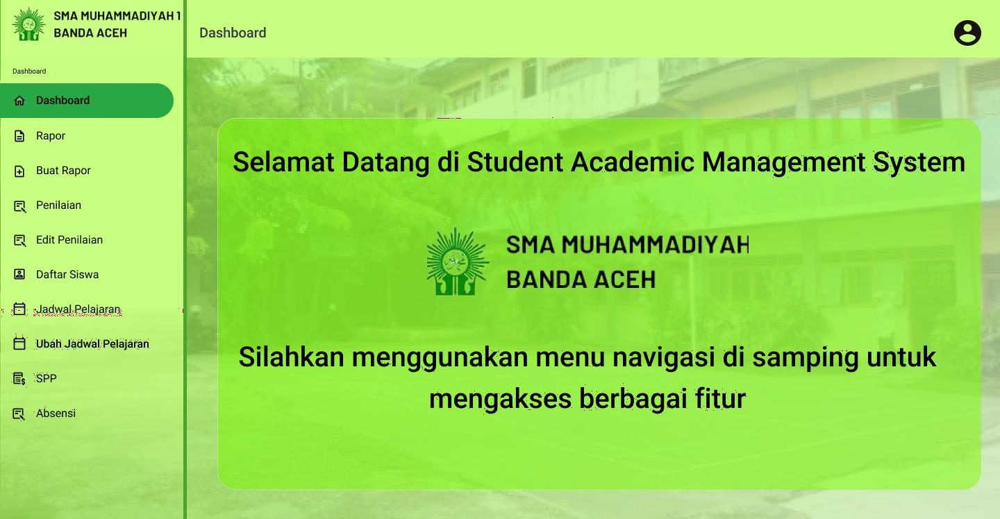 SMA MUHAMMADIYAH 1
BANDA ACEH
Dashboard
Dashboard
Dashboard
Rapor
Buat Rapor
Penilaian
Edit Penilaian
Daftar Siswa
Jadwal Pelajaran
Ubah Jadwal Pelajaran
SPP
Absensi
Selamat Datang di Student Academic Management System
SMA MUHAMMADIYAH
BANDA ACEH
Silahkan menggunakan menu navigasi di samping untuk
mengakses berbagai fitur